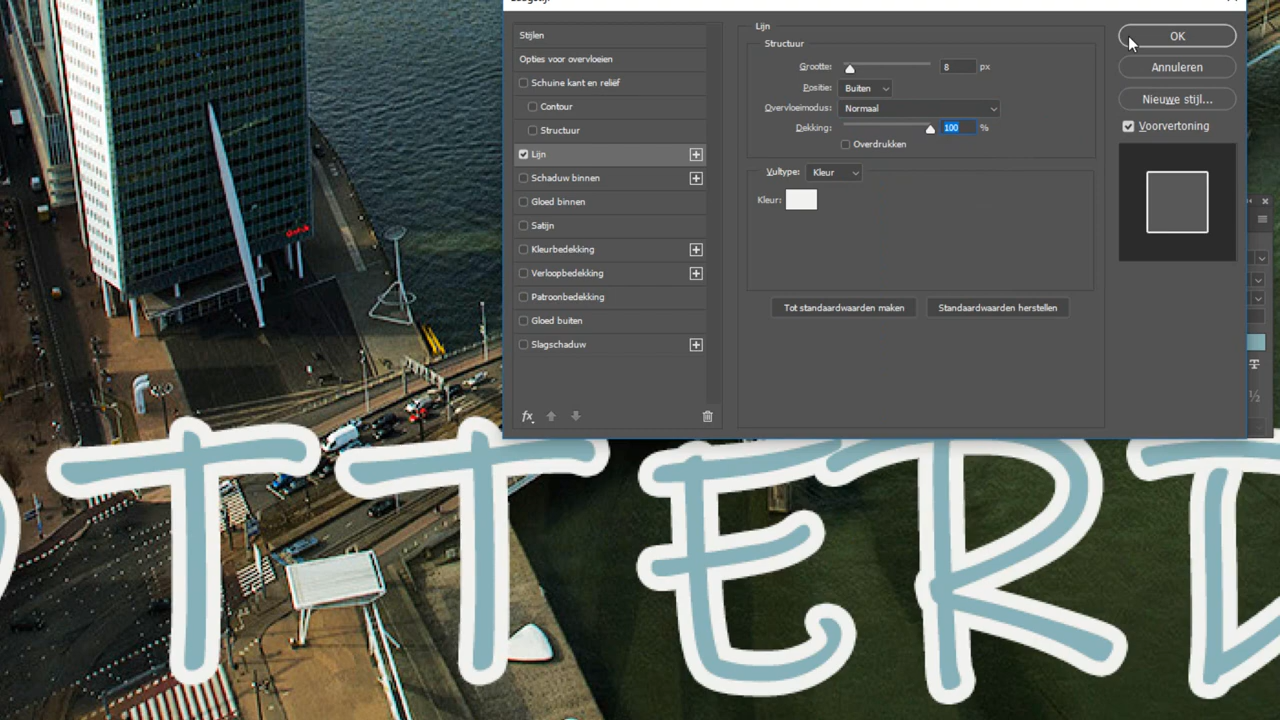 Lijn
Structuur
Stijlen
OK
Opties voor overvloeien
Grootte: 8 px
Annuleren
Schuine kant en reliëf
Positie: Buiten
Nieuwe stijl...
Contour
Overvloeimodus: Normaal
Structuur
Dekking: 100 %
Voorvertoning
Overdrukken
Lijn
Schaduw binnen
Vultype: Kleur
Gloed binnen
Kleur:
Satijn
Kleurbedekking
Verloopbedekking
Patroonbedekking
Tot standaardwaarden maken
Standaardwaarden herstellen
Gloed buiten
Slagschaduw
fx
OTTERD